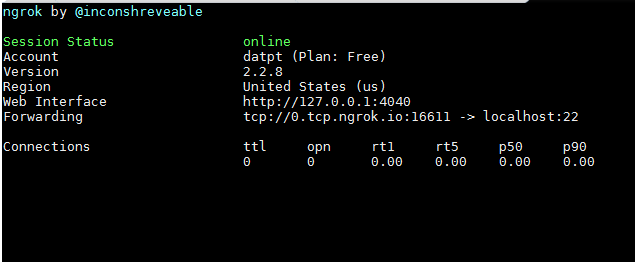 ngrok by @inconshreveable
Session Status online
Account datpt (Plan: Free)
Version 2.2.8
Region United States (us)
Web Interface http://127.0.0.1:4040
Forwarding tcp://0.tcp.ngrok.io:16611 -> localhost:22
Connections ttl opn rt1 rt5 p50 p90
0 0 0.00 0.00 0.00 0.00